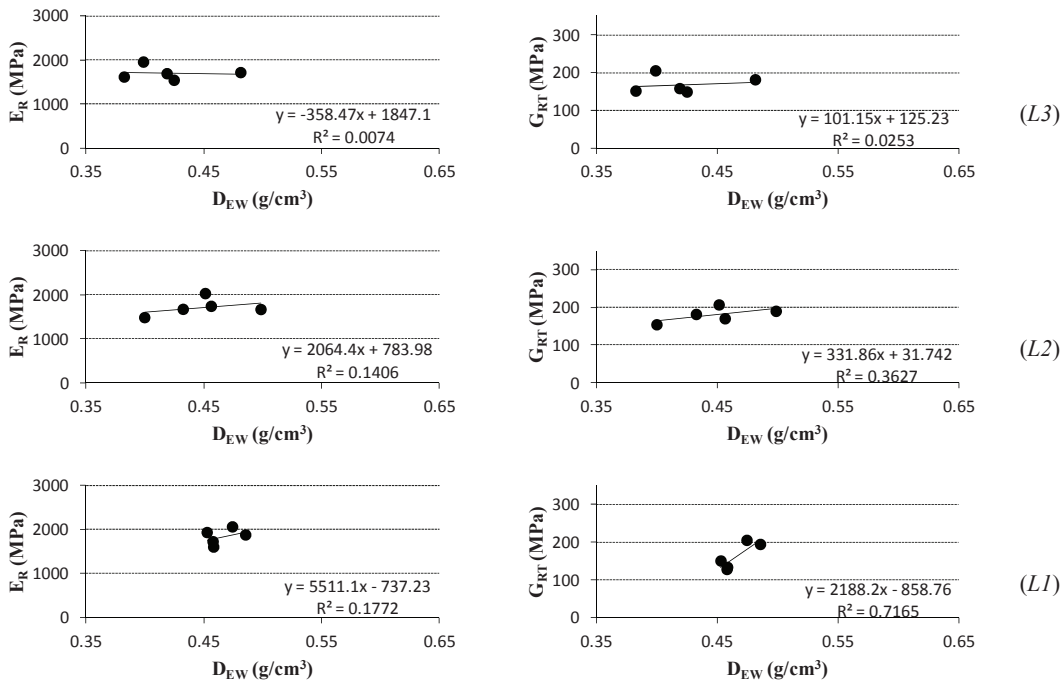 E_R (MPa)
3000
2000
1000
0
y = -358.47x + 1847.1
R² = 0.0074
0.35 0.45 0.55 0.65
D_EW (g/cm³)
G_RT (MPa)
300
200
100
0
y = 101.15x + 125.23
R² = 0.0253
0.35 0.45 0.55 0.65
D_EW (g/cm³)
(L3)
E_R (MPa)
3000
2000
1000
0
y = 2064.4x + 783.98
R² = 0.1406
0.35 0.45 0.55 0.65
D_EW (g/cm³)
G_RT (MPa)
300
200
100
0
y = 331.86x + 31.742
R² = 0.3627
0.35 0.45 0.55 0.65
D_EW (g/cm³)
(L2)
E_R (MPa)
3000
2000
1000
0
y = 5511.1x - 737.23
R² = 0.1772
0.35 0.45 0.55 0.65
D_EW (g/cm³)
G_RT (MPa)
300
200
100
0
y = 2188.2x - 858.76
R² = 0.7165
0.35 0.45 0.55 0.65
D_EW (g/cm³)
(L1)